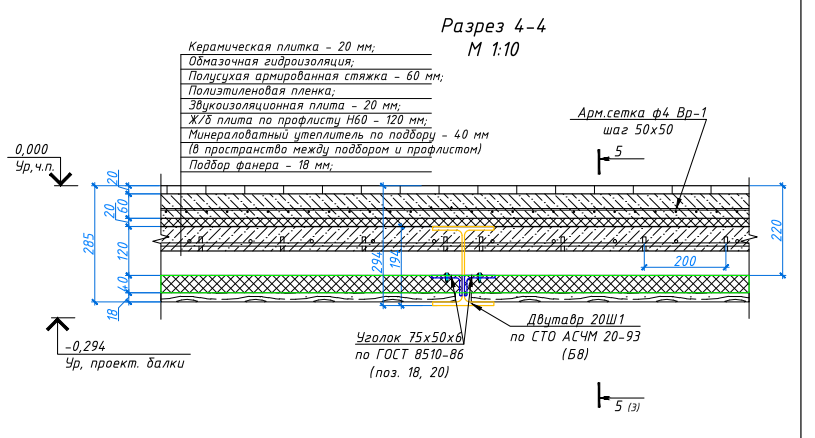 Разрез 4-4
М 1:10
Керамическая плитка - 20 мм;
Обмазочная гидроизоляция;
Полусухая армированная стяжка - 60 мм;
Полиэтиленовая пленка;
Звукоизоляционная плита - 20 мм;
Ж/б плита по профлисту Н60 - 120 мм;
Минераловатный утеплитель по подбору - 40 мм
(в пространство между подбором и профлистом)
Подбор фанера - 18 мм;
Арм.сетка ф4 Вр-1
шаг 50х50
0,000
Ур,ч.п.
5
20
60
20
285
120
40
18
294
194
200
220
Уголок 75х50х6
по ГОСТ 8510-86
(поз. 18, 20)
Двутавр 20Ш1
по СТО АСЧМ 20-93
(Б8)
-0,294
Ур, проект. балки
5 (3)